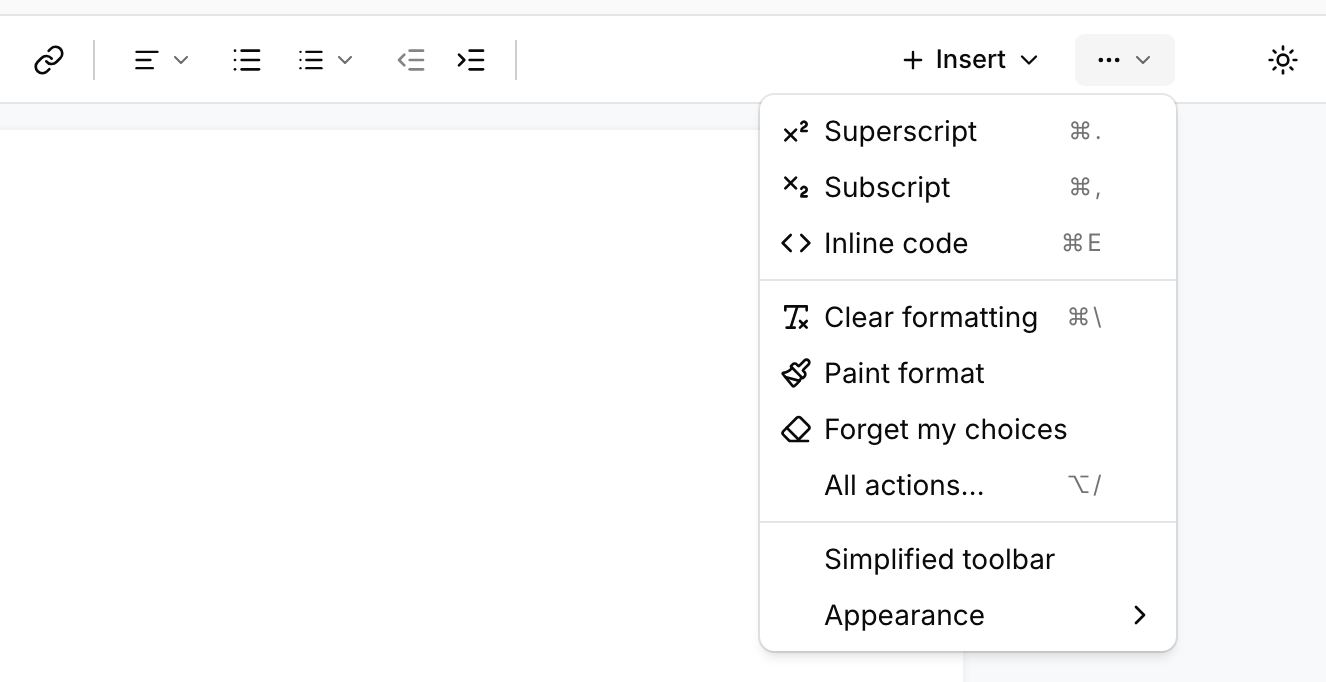 Insert
Superscript ⌘.
Subscript ⌘,
Inline code ⌘E
Clear formatting ⌘\
Paint format
Forget my choices
All actions... ⌥/
Simplified toolbar
Appearance